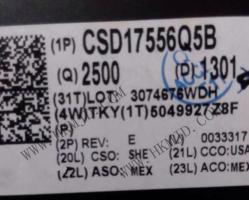 (1P) CSD17556Q5B
(Q) 2500 (D) 1301
(31T) LOT: 3074676WDH
(4W) TKY (1T) 5049927Z8F
(P)
(2P) REV: E 0033317
(20L) CSO: SHE (21L) CCO: USA
(22L) ASO: MEX (23L) ACO: MEX